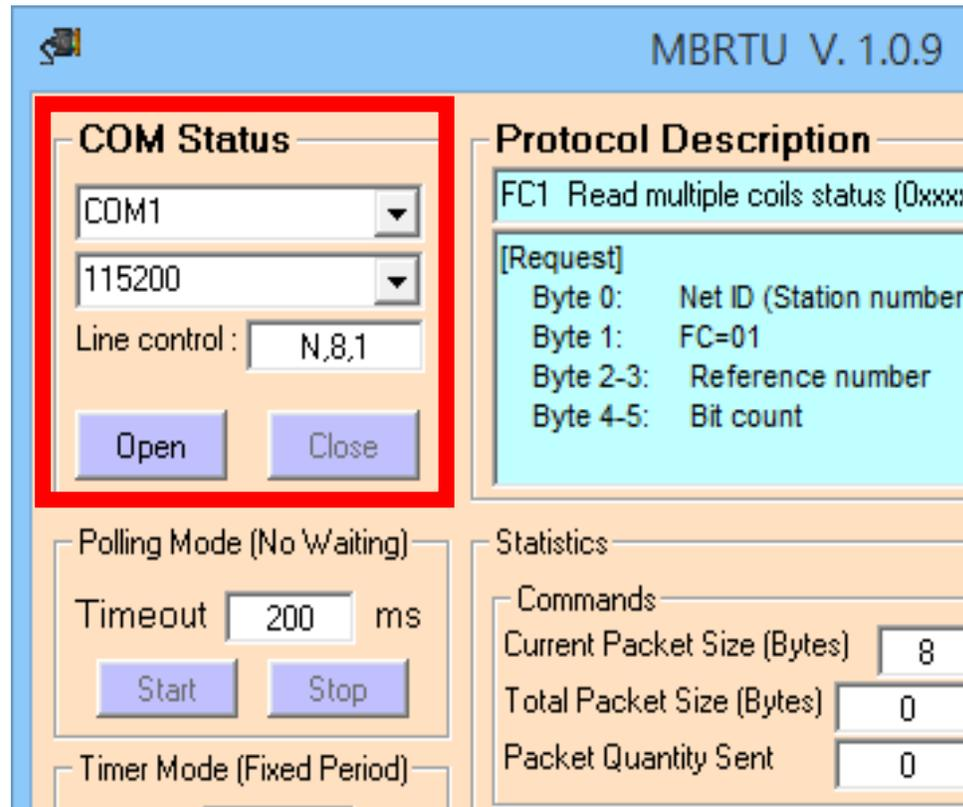 MBRTU V. 1.0.9
COM Status
COM1
115200
Line control : N,8,1
Open Close
Protocol Description
FC1 Read multiple coils status (0xxx
[Request]
Byte 0: Net ID (Station number
Byte 1: FC=01
Byte 2-3: Reference number
Byte 4-5: Bit count
Polling Mode (No Waiting)
Timeout 200 ms
Start Stop
Statistics
Commands
Current Packet Size (Bytes) 8
Total Packet Size (Bytes) 0
Packet Quantity Sent 0
Timer Mode (Fixed Period)